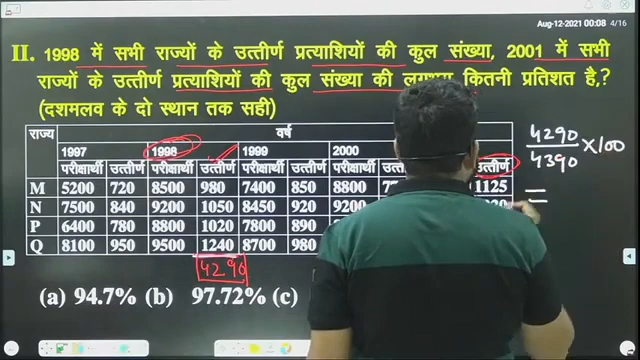 Aug-12-2021 00:08 4/16
II. 1998 में सभी राज्यों के उत्तीर्ण प्रत्याशियों की कुल संख्या, 2001 में सभी
राज्यों के उत्तीर्ण प्रत्याशियों की कुल संख्या की लगभग कितनी प्रतिशत है,?
(दशमलव के दो स्थान तक सही)
4290
4390 ×100
=
राज्य वर्ष
1997 1998 1999 2000
परीक्षार्थी उत्तीर्ण परीक्षार्थी उत्तीर्ण परीक्षार्थी उत्तीर्ण परीक्षार्थी उत्तीर्ण
M 5200 720 8500 980 7400 850 8800 1125
N 7500 840 9200 1050 8450 920 9200
P 6400 780 8800 1020 7800 890
Q 8100 950 9500 1240 8700 980
4290
(a) 94.7% (b) 97.72% (c)